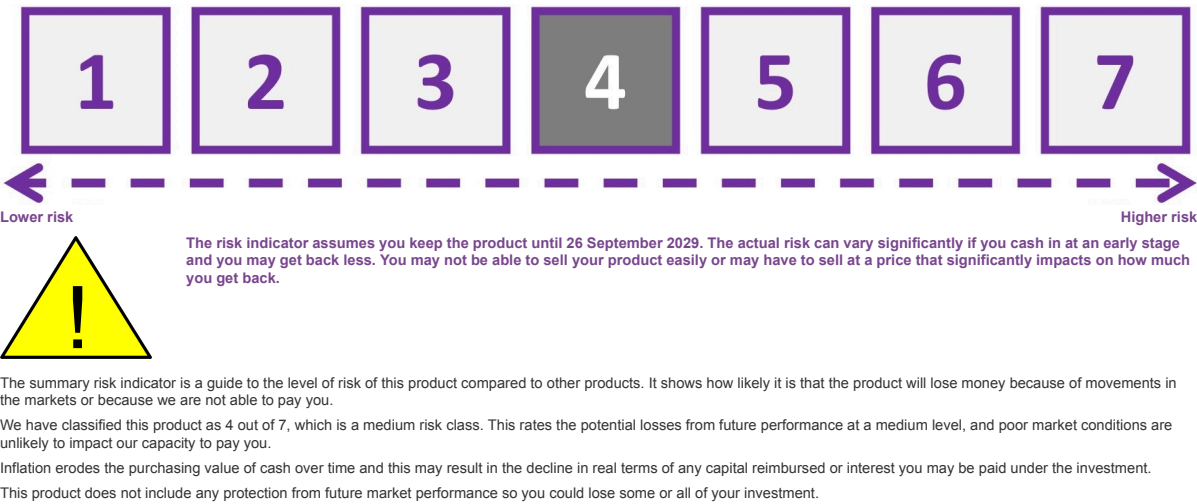 1 2 3 4 5 6 7
Lower risk Higher risk
The risk indicator assumes you keep the product until 26 September 2029. The actual risk can vary significantly if you cash in at an early stage
and you may get back less. You may not be able to sell your product easily or may have to sell at a price that significantly impacts on how much
you get back.
!
The summary risk indicator is a guide to the level of risk of this product compared to other products. It shows how likely it is that the product will lose money because of movements in
the markets or because we are not able to pay you.
We have classified this product as 4 out of 7, which is a medium risk class. This rates the potential losses from future performance at a medium level, and poor market conditions are
unlikely to impact our capacity to pay you.
Inflation erodes the purchasing value of cash over time and this may result in the decline in real terms of any capital reimbursed or interest you may be paid under the investment.
This product does not include any protection from future market performance so you could lose some or all of your investment.